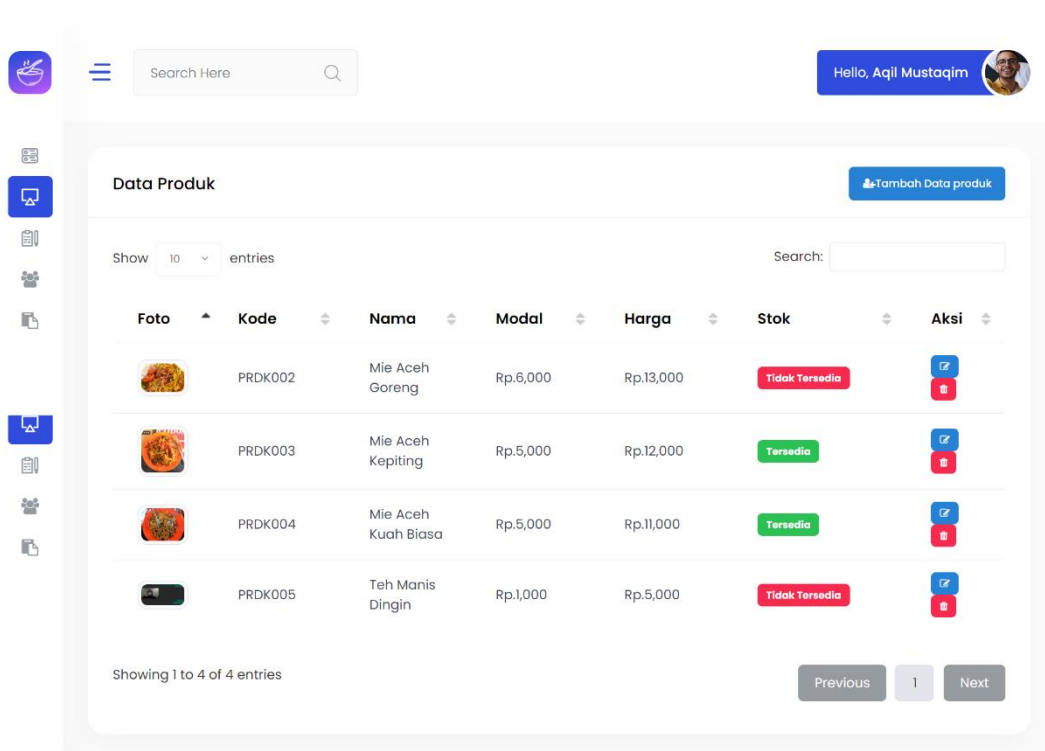 Search Here
Hello, Aqil Mustaqim
Data Produk
Tambah Data produk
Show 10 entries
Search:
Foto Kode Nama Modal Harga Stok Aksi
PRDK002 Mie Aceh Goreng Rp.6,000 Rp.13,000 Tidak Tersedia
PRDK003 Mie Aceh Kepiting Rp.5,000 Rp.12,000 Tersedia
PRDK004 Mie Aceh Kuah Biasa Rp.5,000 Rp.11,000 Tersedia
PRDK005 Teh Manis Dingin Rp.1,000 Rp.5,000 Tidak Tersedia
Showing 1 to 4 of 4 entries
Previous 1 Next